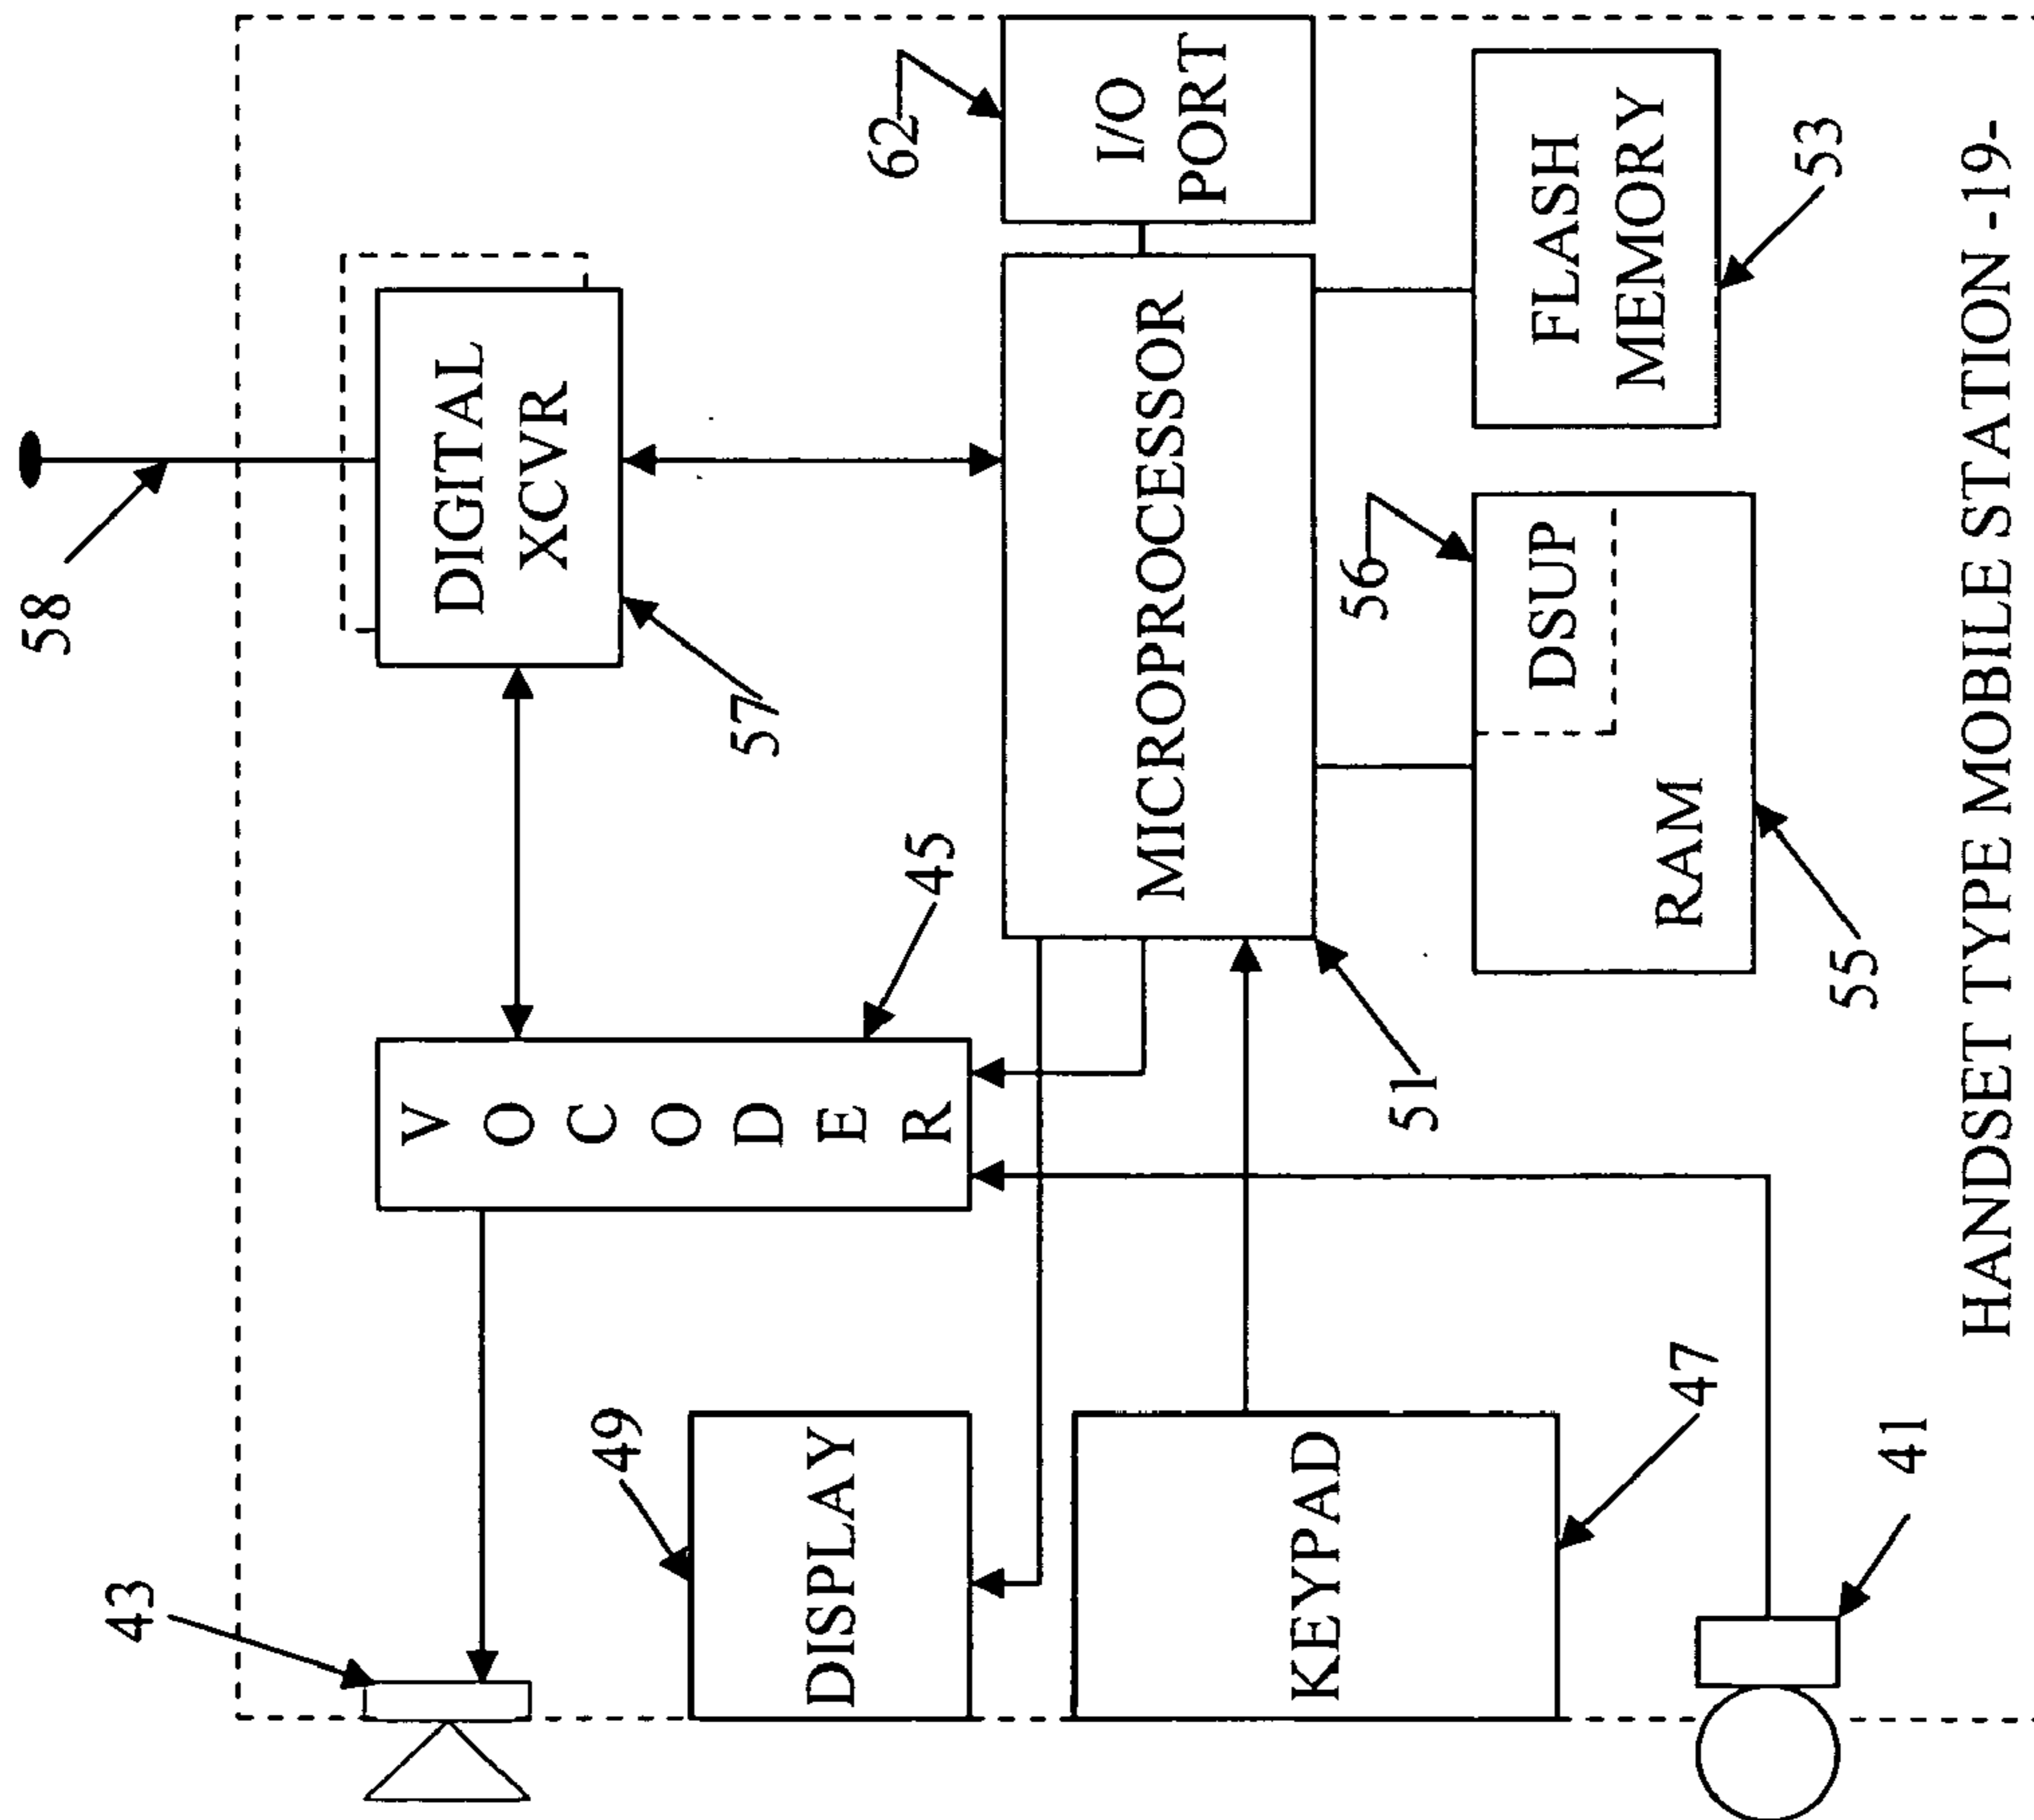 58
43
DIGITAL
XCVR
57
V
O
C
O
D
E
R
45
49
DISPLAY
62
I/O
PORT
MICROPROCESSOR
51
KEYPAD
47
56
DSUP
RAM
55
FLASH
MEMORY
53
41
HANDSET TYPE MOBILE STATION -19-